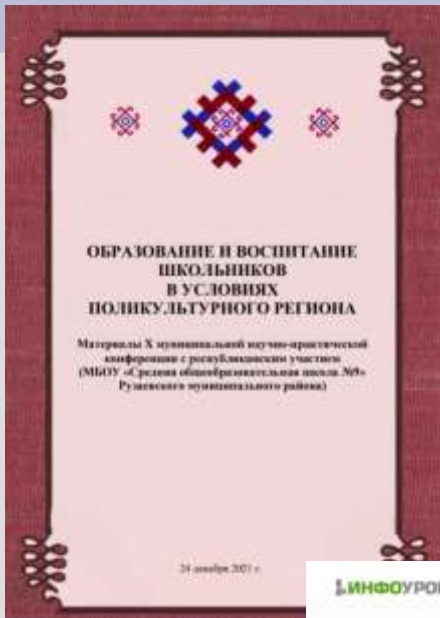 ОБРАЗОВАНИЕ И ВОСПИТАНИЕ
ШКОЛЬНИКОВ
В УСЛОВИЯХ
ПОЛИКУЛЬТУРНОГО РЕГИОНА
Материалы X муниципальной научно-практической
конференции с республиканским участием
(МБОУ «Средняя общеобразовательная школа №9»
Рузаевского муниципального района)
24 декабря 2021 г.
ИНФОУРОК